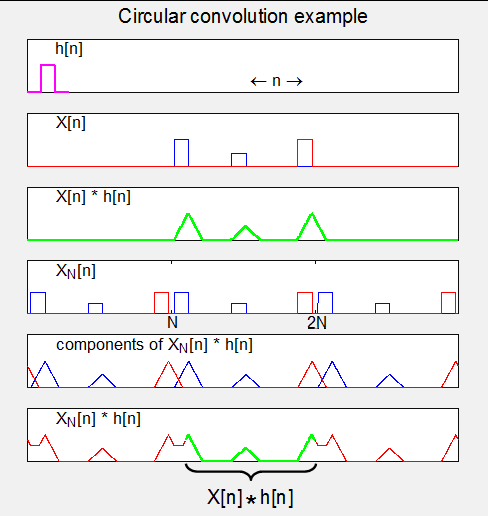 Circular convolution example
h[n]
← n →
X[n]
X[n] * h[n]
X_N[n]
N 2N
components of X_N[n] * h[n]
X_N[n] * h[n]
X[n] * h[n]